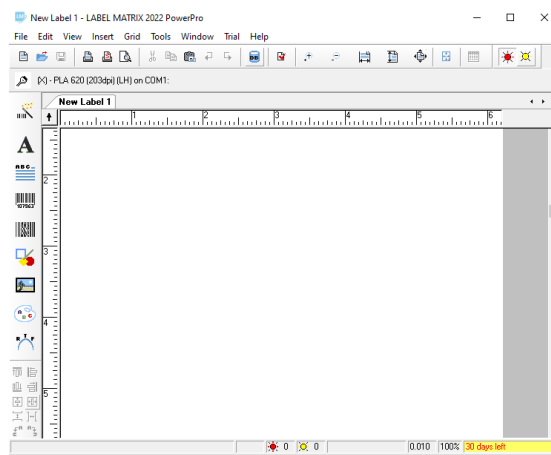 New Label 1 - LABEL MATRIX 2022 PowerPro
File Edit View Insert Grid Tools Window Trial Help
(X) - PLA 620 (203dpi) (LH) on COM1:
New Label 1
1 2 3 4 5 6
A
ABC
2
107963
3
4
5
0 0 0.010 100% 30 days left